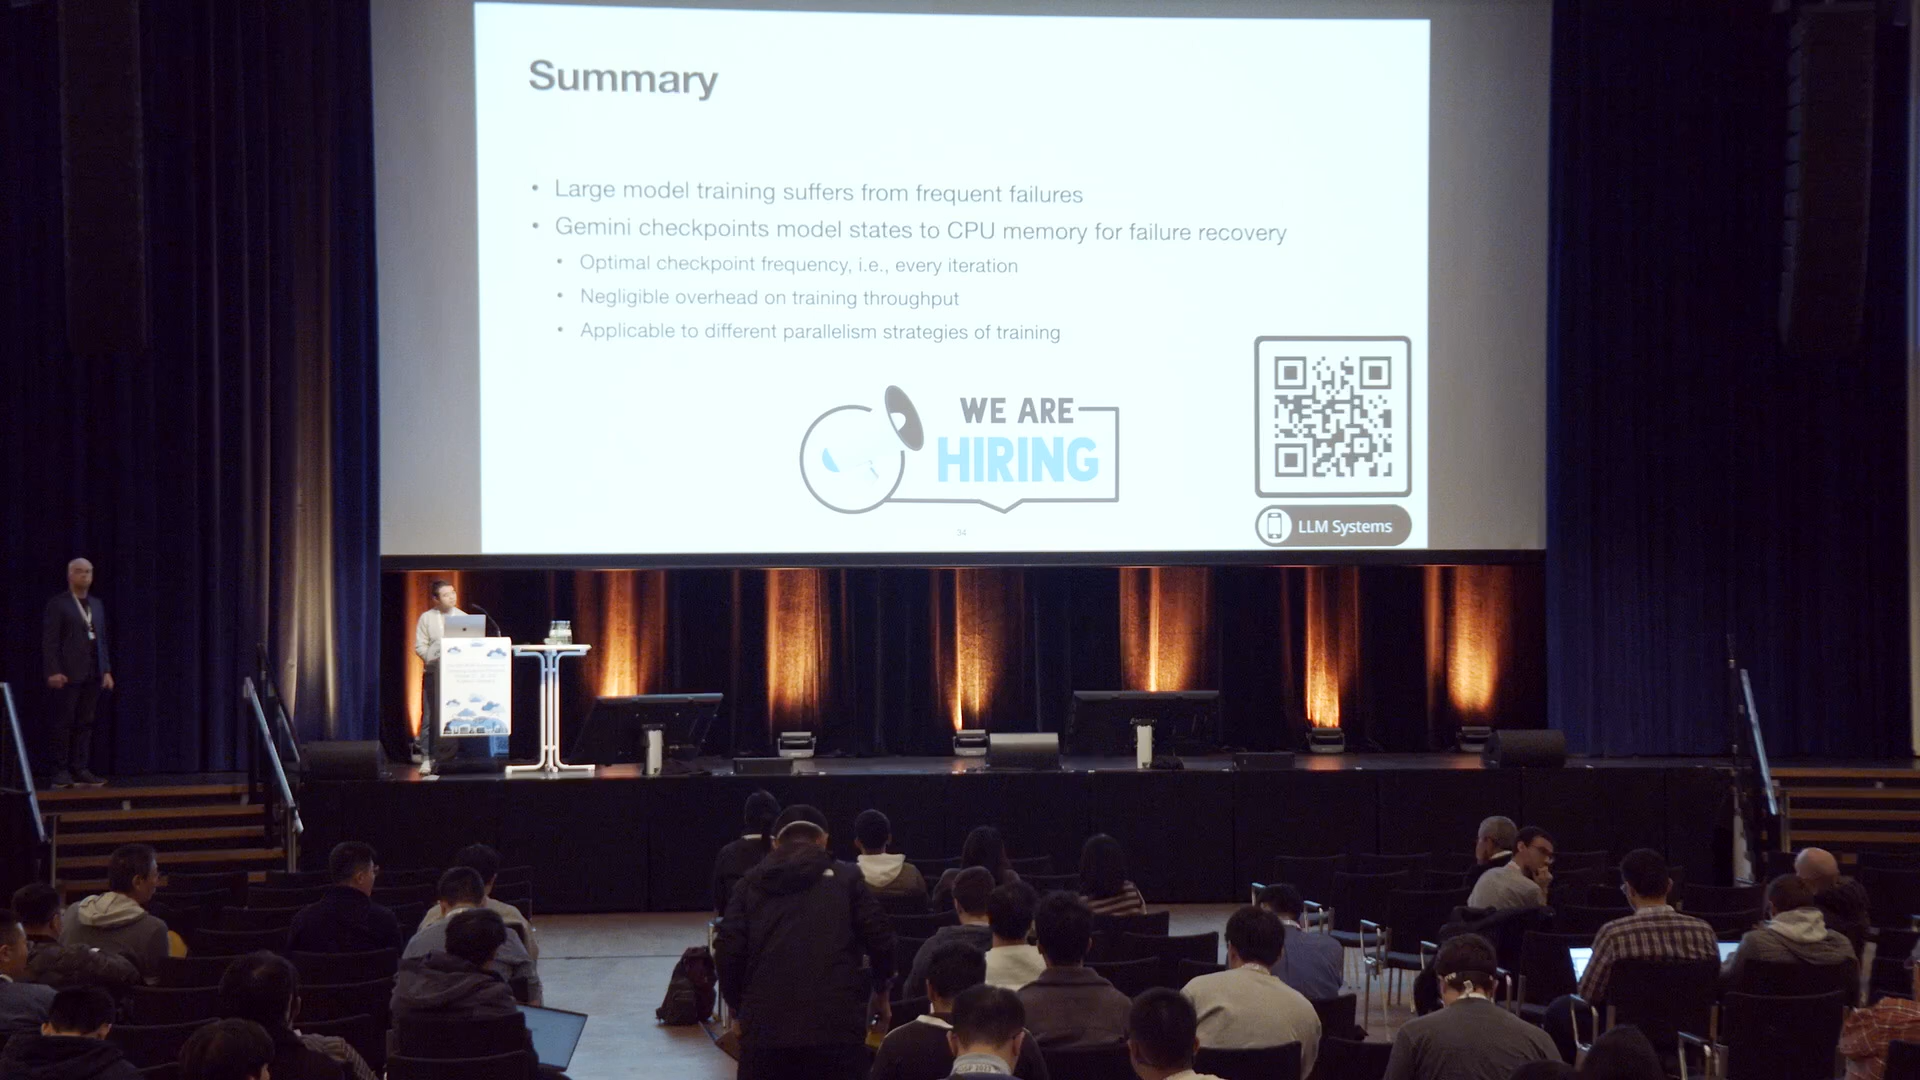 Summary
• Large model training suffers from frequent failures
• Gemini checkpoints model states to CPU memory for failure recovery
• Optimal checkpoint frequency, i.e., every iteration
• Negligible overhead on training throughput
• Applicable to different parallelism strategies of training
WE ARE
HIRING
LLM Systems
34